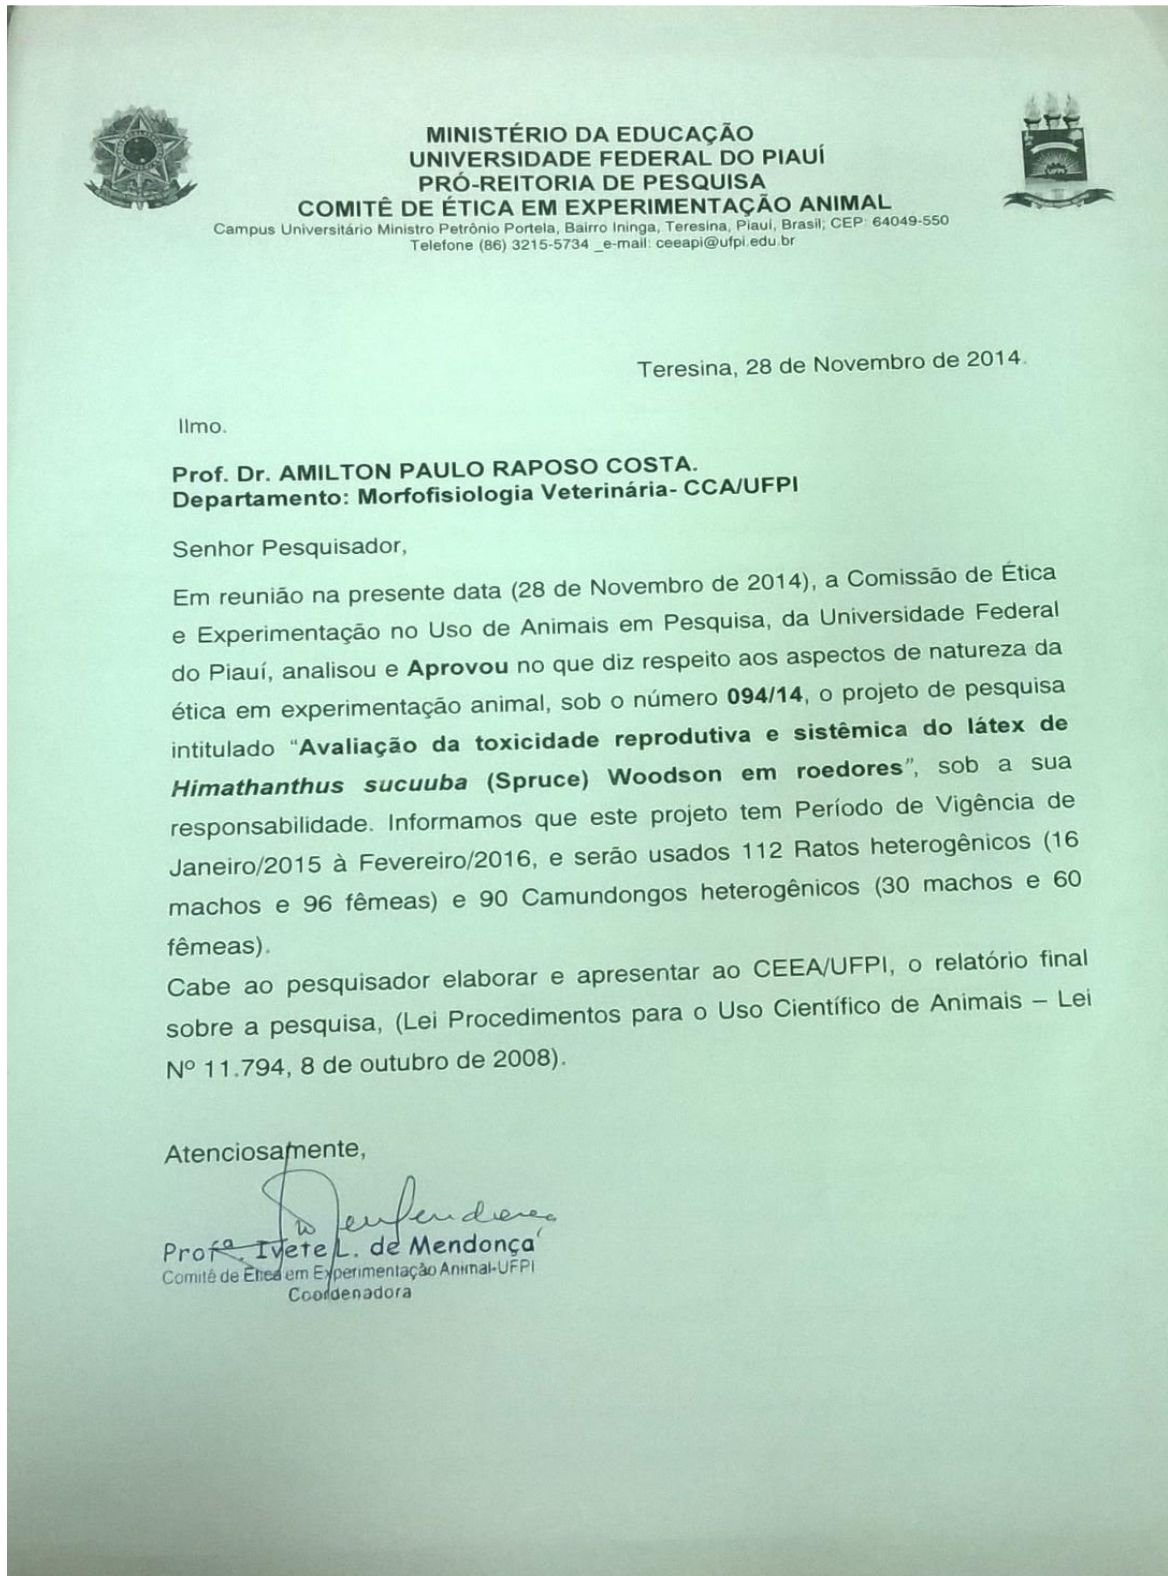 MINISTÉRIO DA EDUCAÇÃO
UNIVERSIDADE FEDERAL DO PIAUÍ
PRÓ-REITORIA DE PESQUISA
COMITÊ DE ÉTICA EM EXPERIMENTAÇÃO ANIMAL
Campus Universitário Ministro Petrônio Portela, Bairro Ininga, Teresina, Piauí, Brasil; CEP: 64049-550
Telefone (86) 3215-5734 _e-mail: ceeapi@ufpi.edu.br
UFPI
Teresina, 28 de Novembro de 2014.
Ilmo.
Prof. Dr. AMILTON PAULO RAPOSO COSTA.
Departamento: Morfofisiologia Veterinária- CCA/UFPI
Senhor Pesquisador,
Em reunião na presente data (28 de Novembro de 2014), a Comissão de Ética
e Experimentação no Uso de Animais em Pesquisa, da Universidade Federal
do Piauí, analisou e Aprovou no que diz respeito aos aspectos de natureza da
ética em experimentação animal, sob o número 094/14, o projeto de pesquisa
intitulado “Avaliação da toxicidade reprodutiva e sistêmica do látex de
Himathanthus sucuuba (Spruce) Woodson em roedores”, sob a sua
responsabilidade. Informamos que este projeto tem Período de Vigência de
Janeiro/2015 à Fevereiro/2016, e serão usados 112 Ratos heterogênicos (16
machos e 96 fêmeas) e 90 Camundongos heterogênicos (30 machos e 60
fêmeas).
Cabe ao pesquisador elaborar e apresentar ao CEEA/UFPI, o relatório final
sobre a pesquisa, (Lei Procedimentos para o Uso Científico de Animais – Lei
Nº 11.794, 8 de outubro de 2008).
Atenciosamente,
Profª. Ivete L. de Mendonça
Comitê de Ética em Experimentação Animal-UFPI
Coordenadora